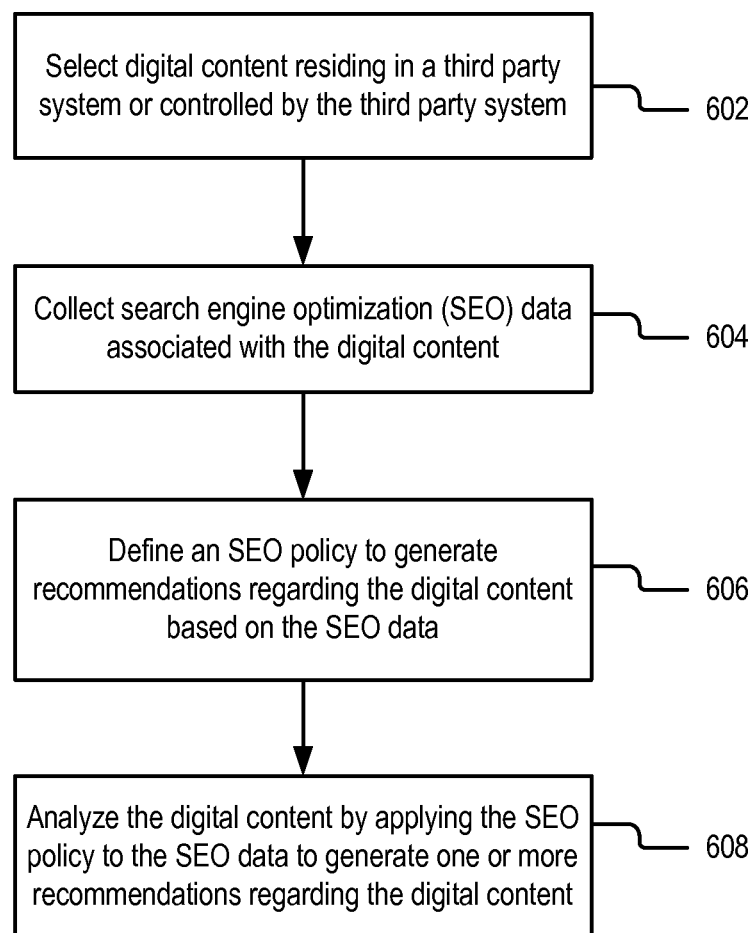 Select digital content residing in a third party
system or controlled by the third party system
602
Collect search engine optimization (SEO) data
associated with the digital content
604
Define an SEO policy to generate
recommendations regarding the digital content
based on the SEO data
606
Analyze the digital content by applying the SEO
policy to the SEO data to generate one or more
recommendations regarding the digital content
608